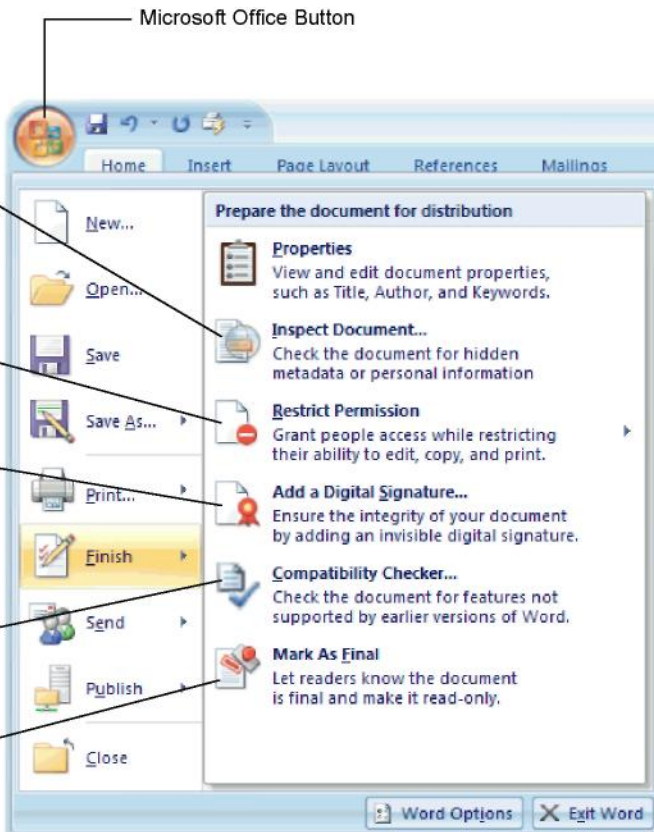 Microsoft Office Button
Home Insert Page Layout References Mailings
New...
Open...
Save
Save As...
Print...
Finish
Send
Publish
Close
Prepare the document for distribution
Properties
View and edit document properties,
such as Title, Author, and Keywords.
Inspect Document...
Check the document for hidden
metadata or personal information
Restrict Permission
Grant people access while restricting
their ability to edit, copy, and print.
Add a Digital Signature...
Ensure the integrity of your document
by adding an invisible digital signature.
Compatibility Checker...
Check the document for features not
supported by earlier versions of Word.
Mark As Final
Let readers know the document
is final and make it read-only.
Word Options Exit Word